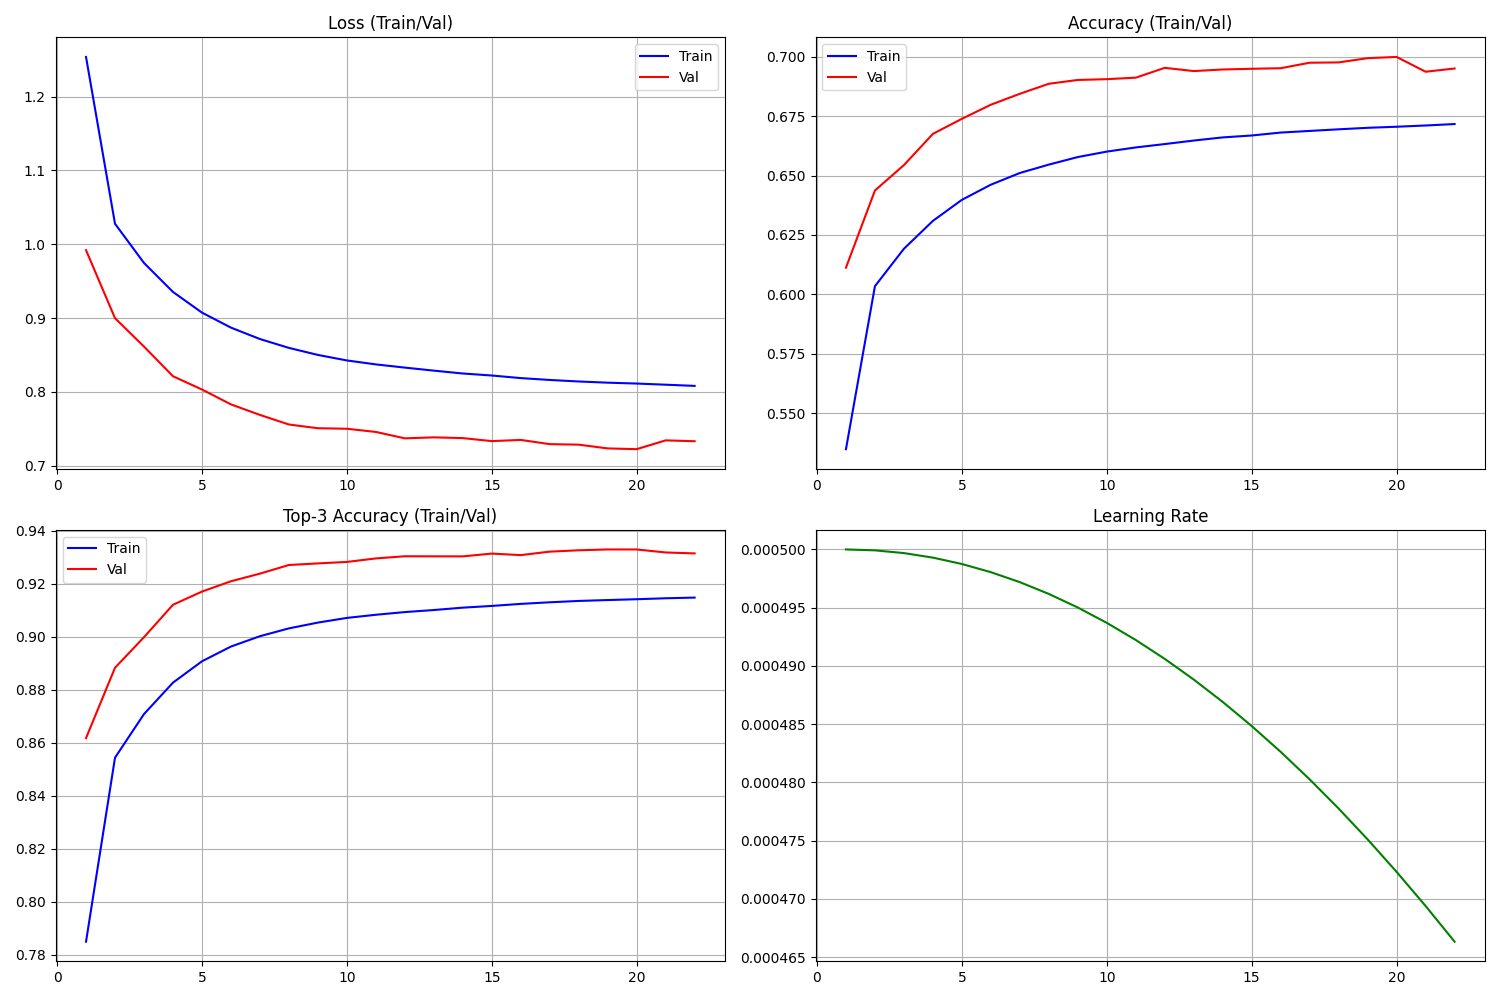 Loss (Train/Val)
Train
Val
1.2
1.1
1.0
0.9
0.8
0.7
0 5 10 15 20
Accuracy (Train/Val)
Train
Val
0.700
0.675
0.650
0.625
0.600
0.575
0.550
0 5 10 15 20
Top-3 Accuracy (Train/Val)
Train
Val
0.94
0.92
0.90
0.88
0.86
0.84
0.82
0.80
0.78
0 5 10 15 20
Learning Rate
0.000500
0.000495
0.000490
0.000485
0.000480
0.000475
0.000470
0.000465
0 5 10 15 20